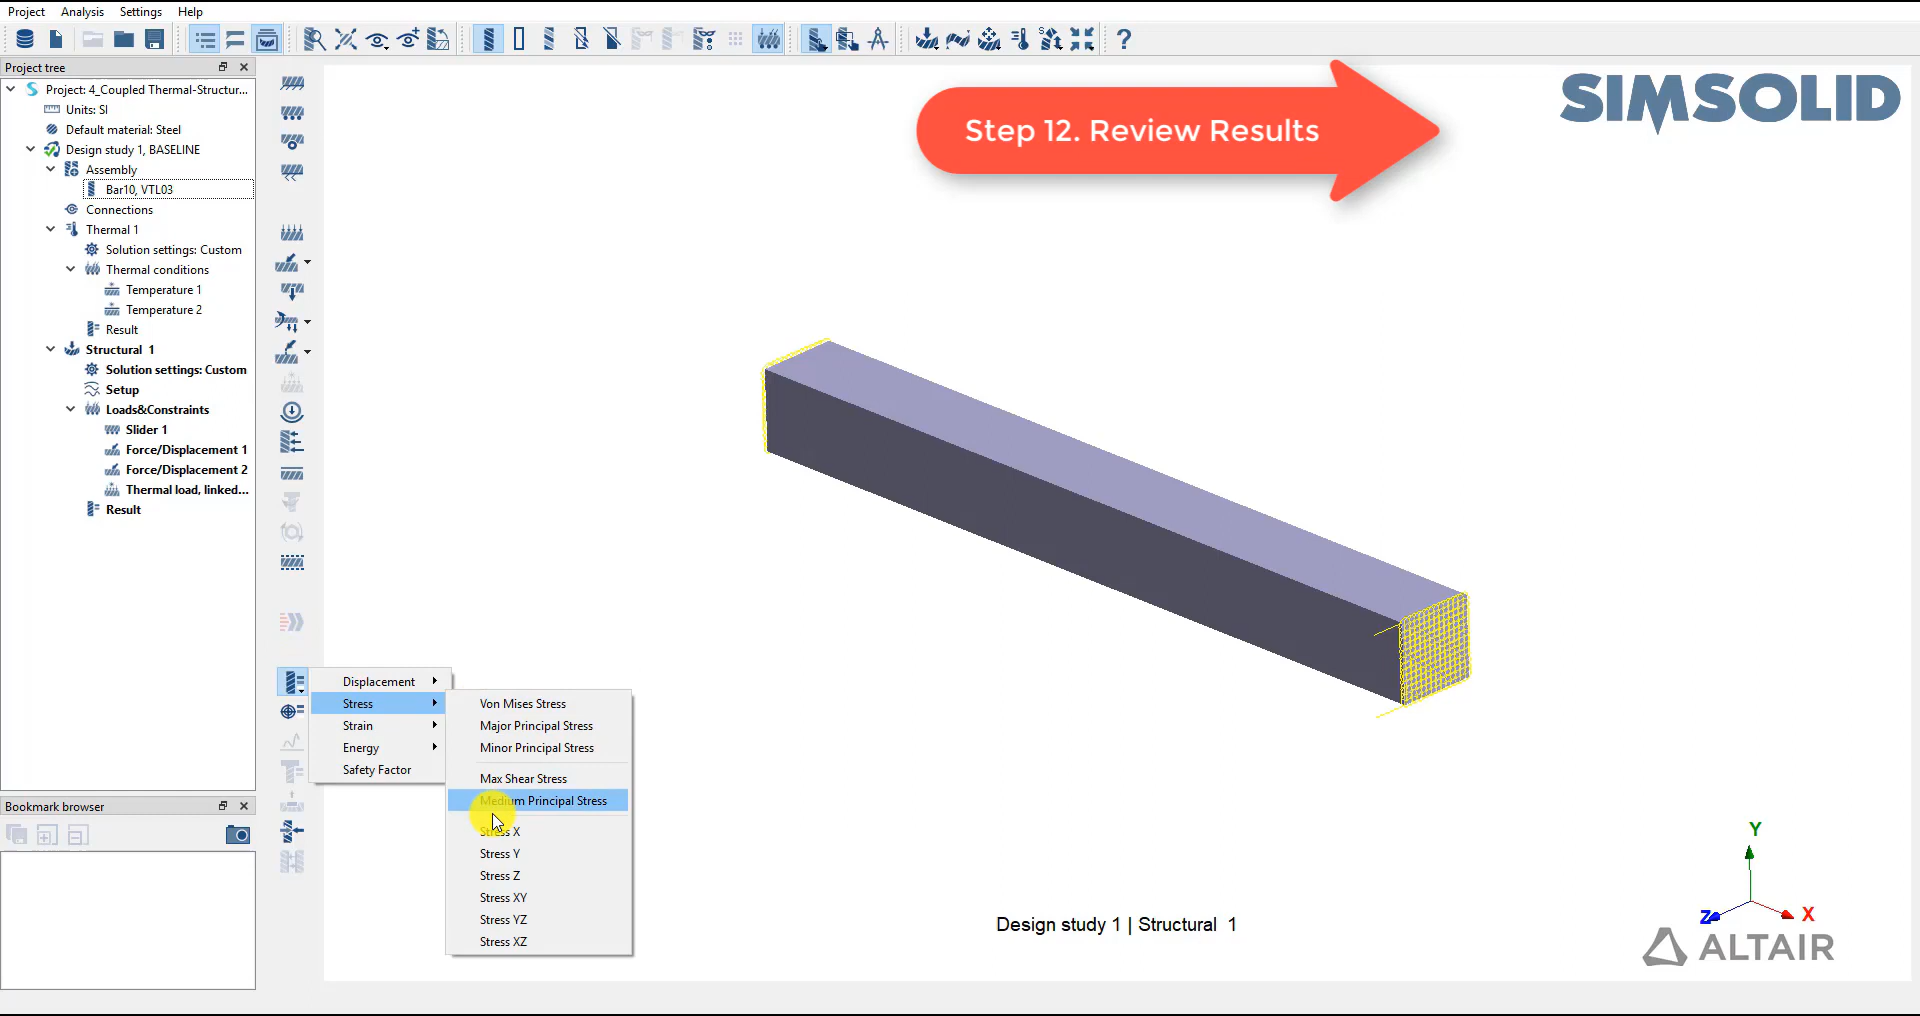 Project Analysis Settings Help
Project tree
Project: 4_Coupled Thermal-Structur...
Units: SI
Default material: Steel
Design study 1, BASELINE
Assembly
Bar10, VTL03
Connections
Thermal 1
Solution settings: Custom
Thermal conditions
Temperature 1
Temperature 2
Result
Structural 1
Solution settings: Custom
Setup
Loads&Constraints
Slider 1
Force/Displacement 1
Force/Displacement 2
Thermal load, linked...
Result
Bookmark browser
Step 12. Review Results
SIMSOLID
Displacement
Stress
Strain
Energy
Safety Factor
Von Mises Stress
Major Principal Stress
Minor Principal Stress
Max Shear Stress
Medium Principal Stress
Stress X
Stress Y
Stress Z
Stress XY
Stress YZ
Stress XZ
Design study 1 | Structural 1
Y
Z
X
ALTAIR